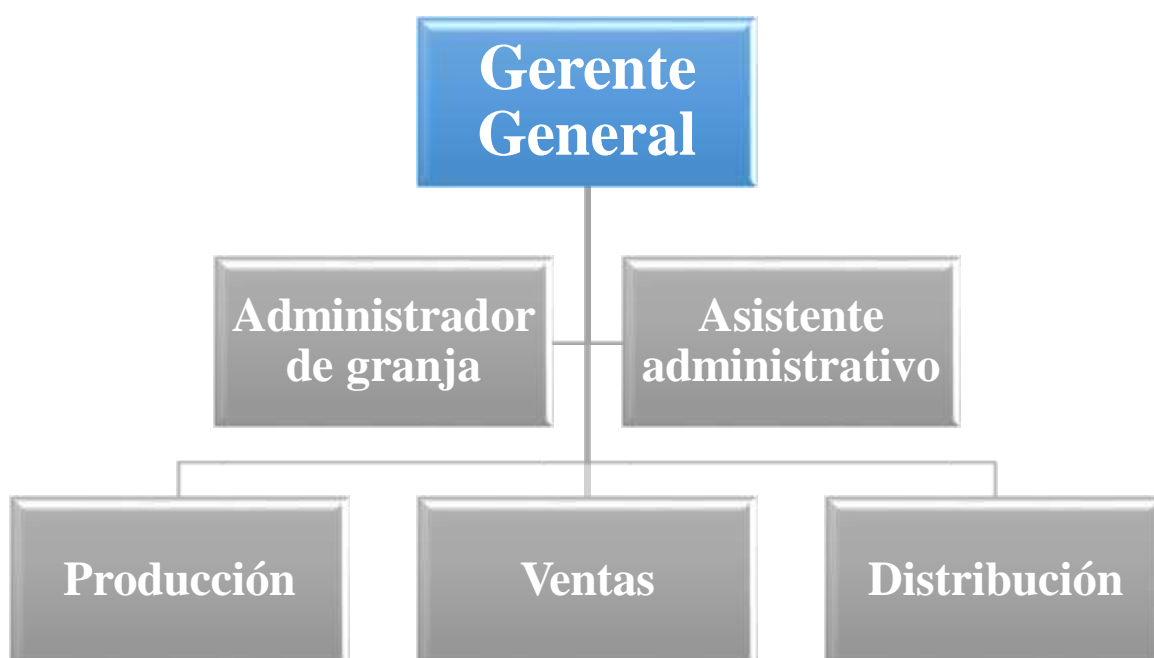 Gerente
General
Administrador
de granja
Asistente
administrativo
Producción
Ventas
Distribución